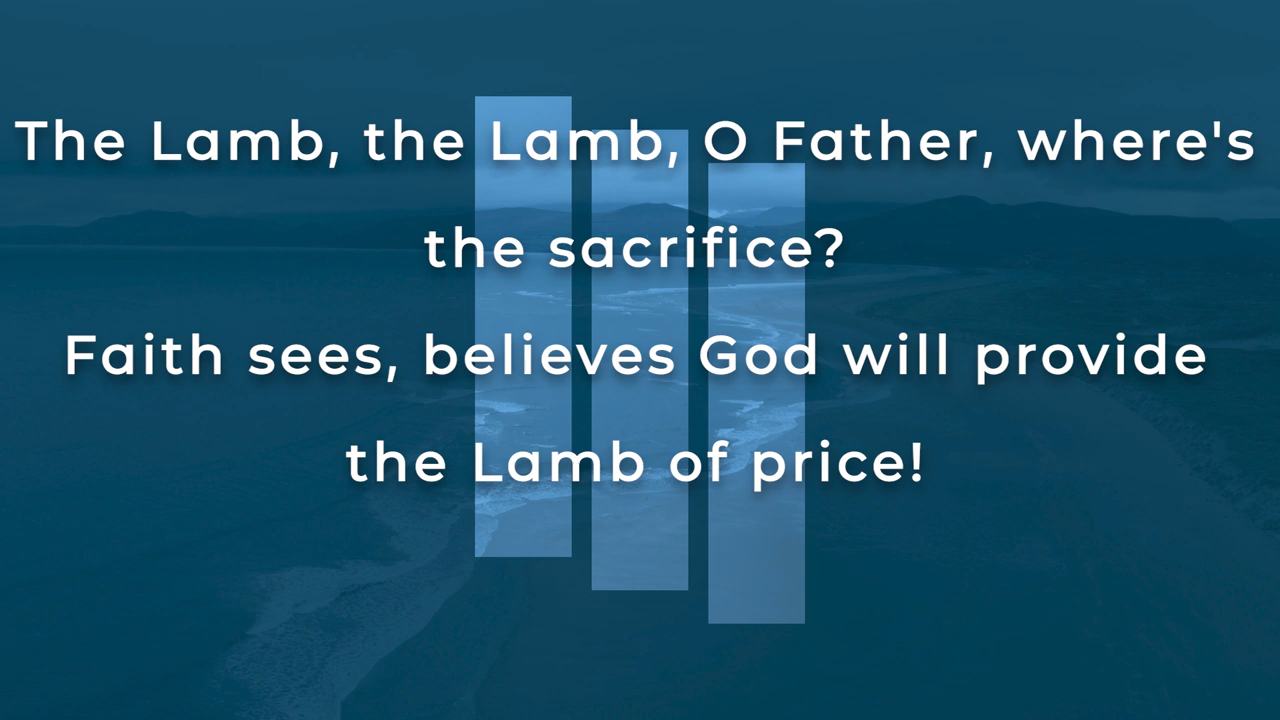 The Lamb, the Lamb, O Father, where's
the sacrifice?
Faith sees, believes God will provide
the Lamb of price!